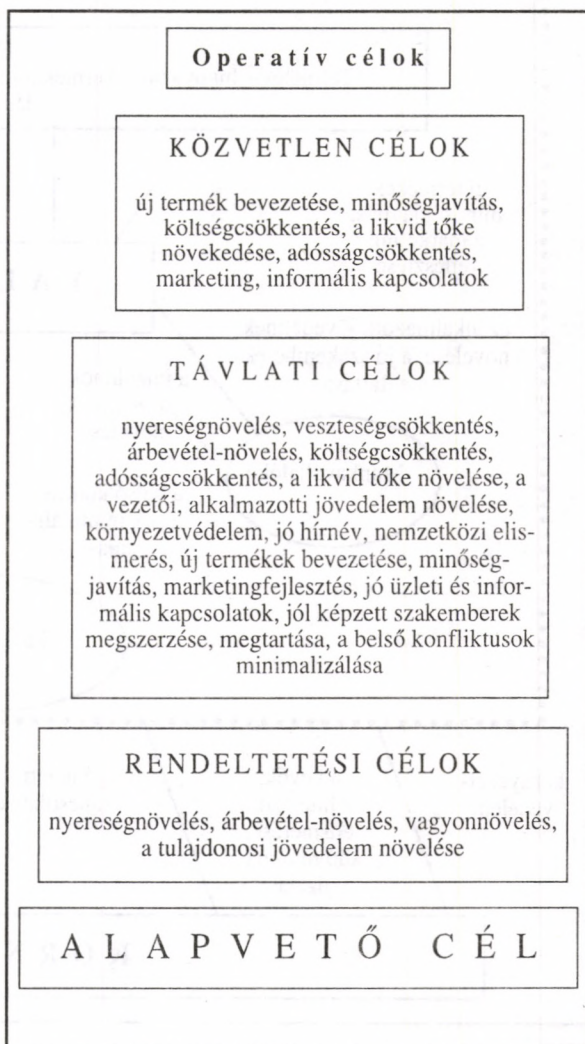 Operatív célok
KÖZVETLEN CÉLOK
új termék bevezetése, minőségjavítás,
költségcsökkentés, a likvid tőke
növekedése, adósságcsökkentés,
marketing, informális kapcsolatok
TÁVLATI CÉLOK
nyereségnövelés, veszteségcsökkentés,
árbevétel-növelés, költségcsökkentés,
adósságcsökkentés, a likvid tőke növelése, a
vezetői, alkalmazotti jövedelem növelése,
környezetvédelem, jó hírnév, nemzetközi elis-
merés, új termékek bevezetése, minőség-
javítás, marketingfejlesztés, jó üzleti és infor-
mális kapcsolatok, jól képzett szakemberek
megszerzése, megtartása, a belső konfliktusok
minimalizálása
RENDELTETÉSI CÉLOK
nyereségnövelés, árbevétel-növelés, vagyonnövelés,
a tulajdonosi jövedelem növelése
ALAPVETŐ CÉL